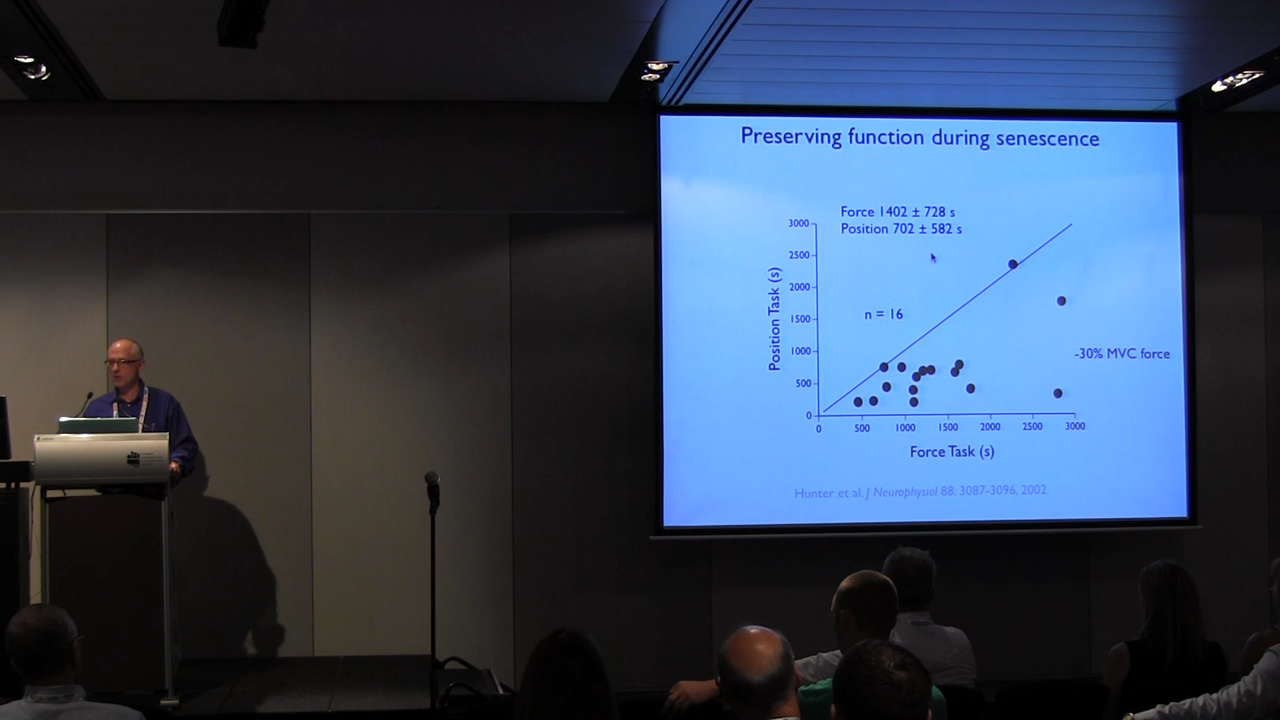 Preserving function during senescence
Force 1402 ± 728 s
Position 702 ± 582 s
3000
2500
2000
1500
1000
500
0
Position Task (s)
n = 16
-30% MVC force
0
500
1000
1500
2000
2500
3000
Force Task (s)
Hunter et al. J Neurophysiol 88: 3087-3096, 2002